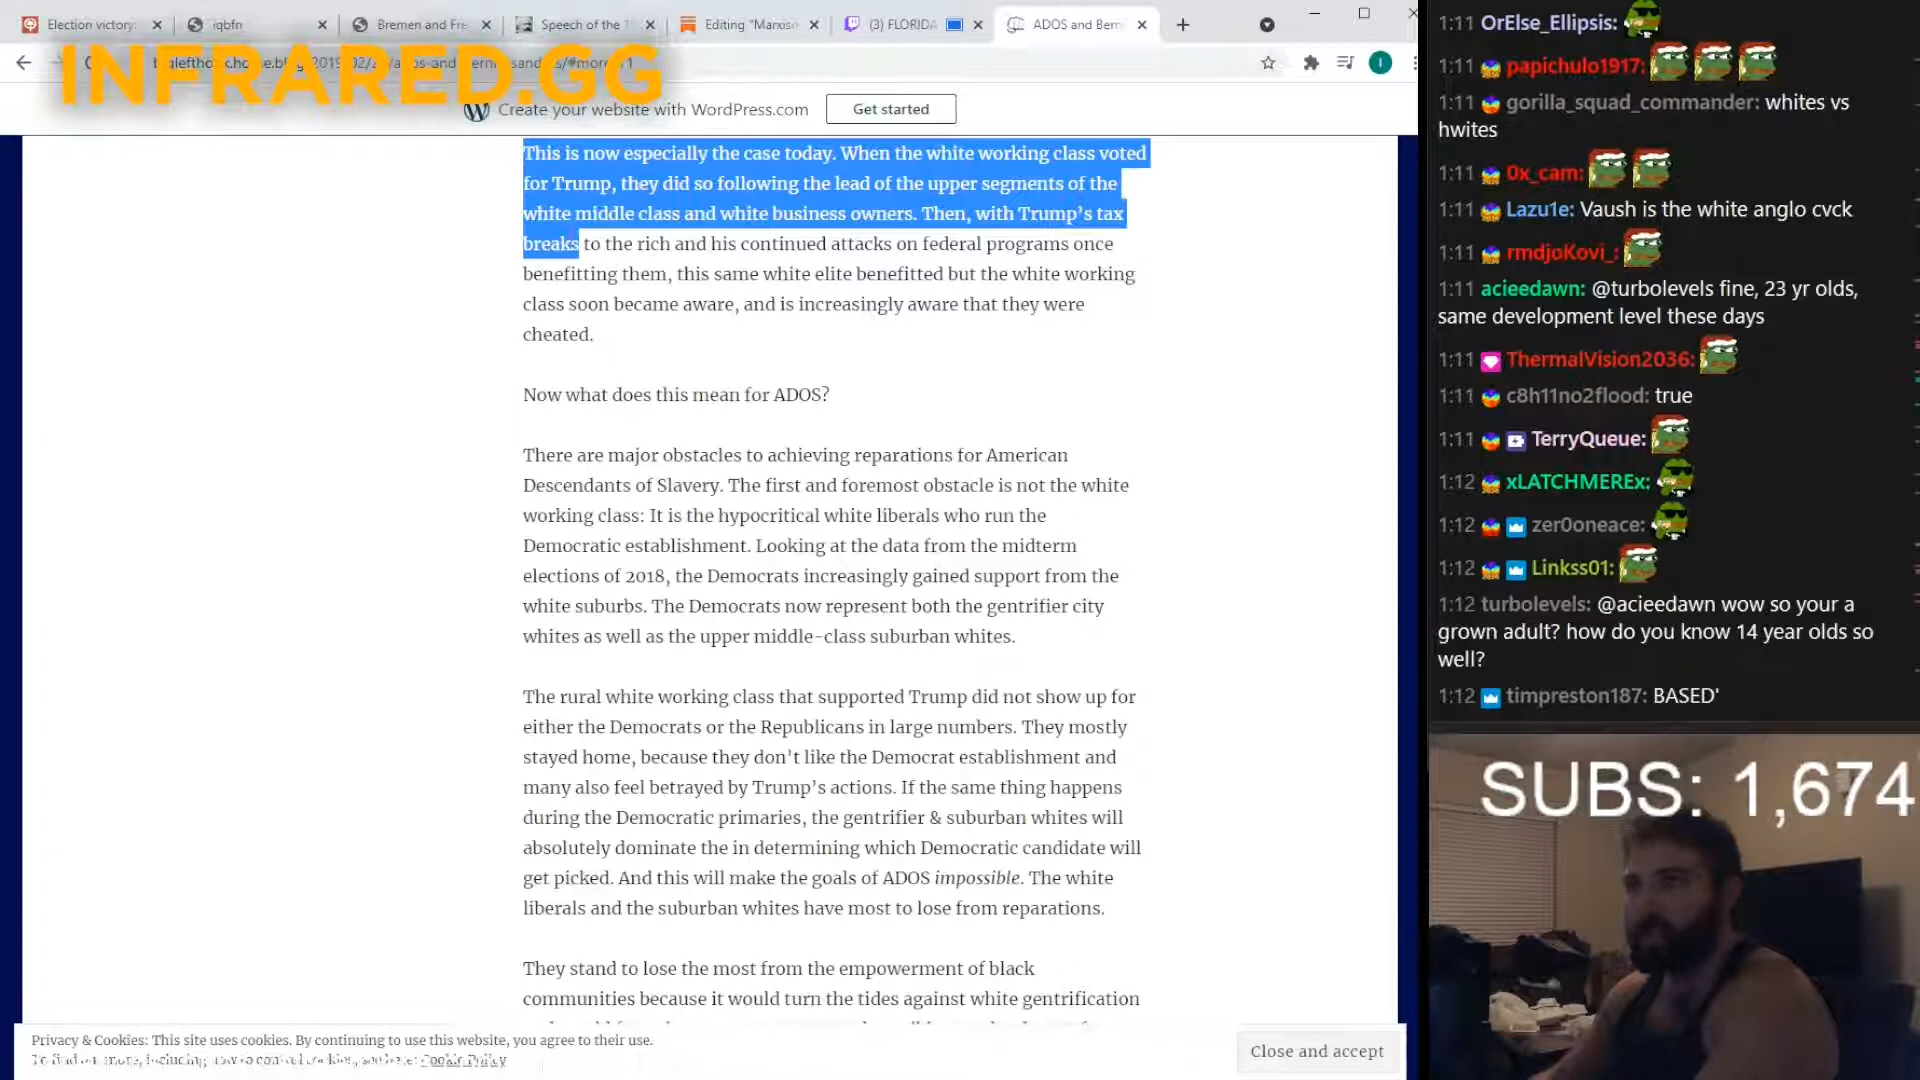 Election victory:
iqbfn
Bremen and Fre
Speech of the
Editing "Marxis
(3) FLORIDA
ADOS and Bern
INFRARED.GG
Create your website with WordPress.com
Get started
This is now especially the case today. When the white working class voted
for Trump, they did so following the lead of the upper segments of the
white middle class and white business owners. Then, with Trump's tax
breaks to the rich and his continued attacks on federal programs once
benefitting them, this same white elite benefitted but the white working
class soon became aware, and is increasingly aware that they were
cheated.
Now what does this mean for ADOS?
There are major obstacles to achieving reparations for American
Descendants of Slavery. The first and foremost obstacle is not the white
working class: It is the hypocritical white liberals who run the
Democratic establishment. Looking at the data from the midterm
elections of 2018, the Democrats increasingly gained support from the
white suburbs. The Democrats now represent both the gentrifier city
whites as well as the upper middle-class suburban whites.
The rural white working class that supported Trump did not show up for
either the Democrats or the Republicans in large numbers. They mostly
stayed home, because they don't like the Democrat establishment and
many also feel betrayed by Trump's actions. If the same thing happens
during the Democratic primaries, the gentrifier & suburban whites will
absolutely dominate the in determining which Democratic candidate will
get picked. And this will make the goals of ADOS impossible. The white
liberals and the suburban whites have most to lose from reparations.
They stand to lose the most from the empowerment of black
communities because it would turn the tides against white gentrification
Privacy & Cookies: This site uses cookies. By continuing to use this website, you agree to their use.
Cookie Policy
Close and accept
1:11 OrElse_Ellipsis:
1:11 papichulo1917:
1:11 gorilla_squad_commander: whites vs
hwites
1:11 0x_cam:
1:11 Lazu1e: Vaush is the white anglo cvck
1:11 rmdjoKovi_:
1:11 acieedawn: @turbolevels fine, 23 yr olds,
same development level these days
1:11 ThermalVision2036:
1:11 c8h11no2flood: true
1:11 TerryQueue:
1:12 xLATCHMEREx:
1:12 zer0oneace:
1:12 Linkss01:
1:12 turbolevels: @acieedawn wow so your a
grown adult? how do you know 14 year olds so
well?
1:12 timpreston187: BASED'
SUBS: 1,674